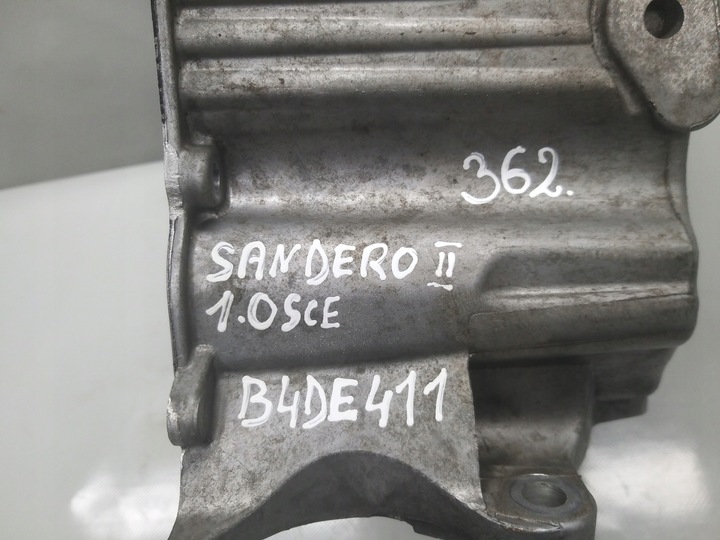 362.
SANDERO II
1.0SCE
B4DE411